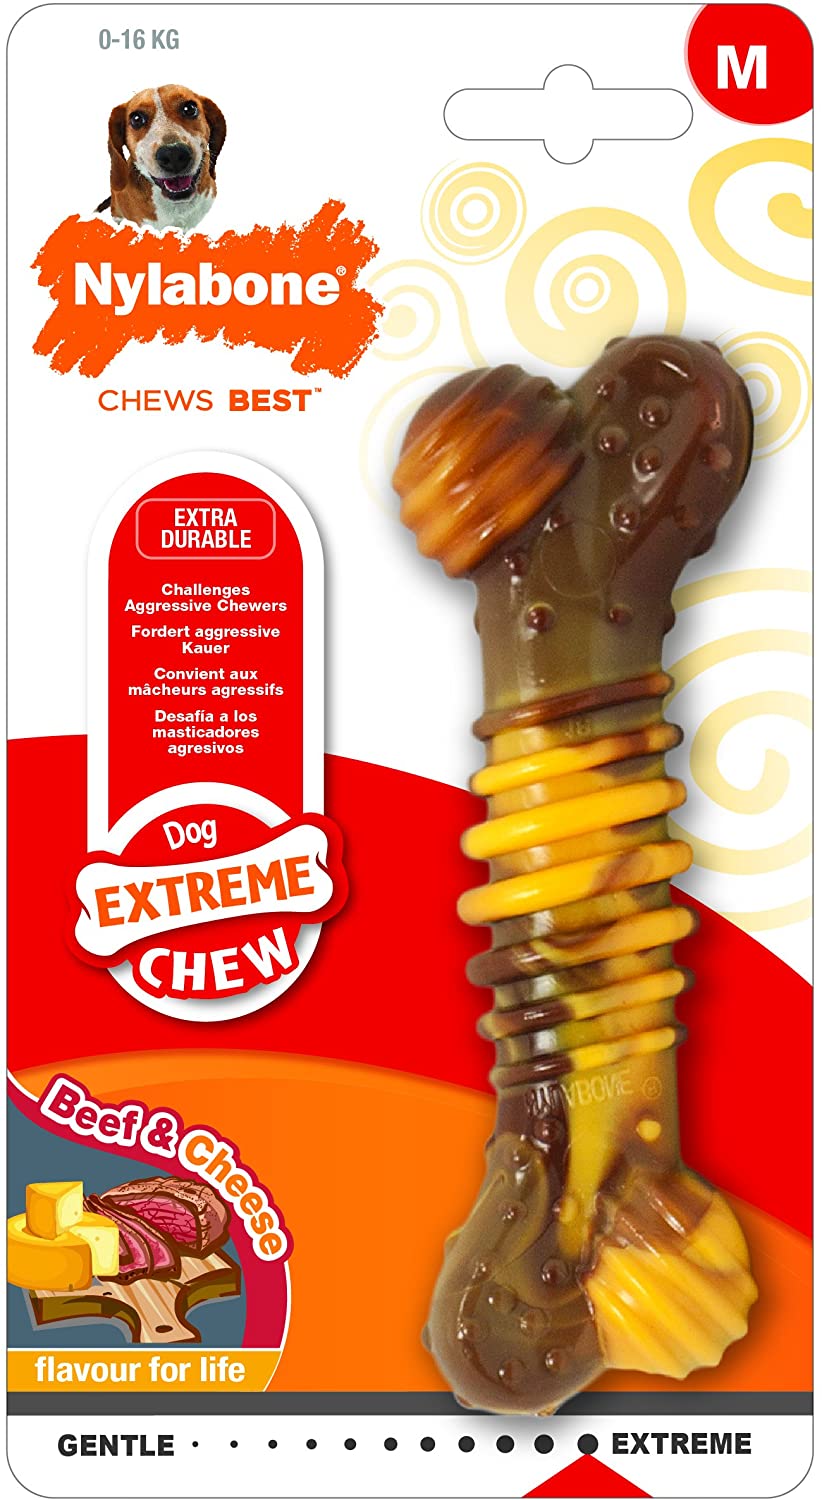 0-16 KG
M
Nylabone®
CHEWS BEST™
EXTRA
DURABLE
Challenges
Aggressive Chewers
Fordert aggressive
Kauer
Convient aux
mâcheurs agressifs
Desafía a los
masticadores
agresivos
Dog
EXTREME
CHEW
NYLABONE ®
Beef & Cheese
flavour for life
GENTLE
EXTREME